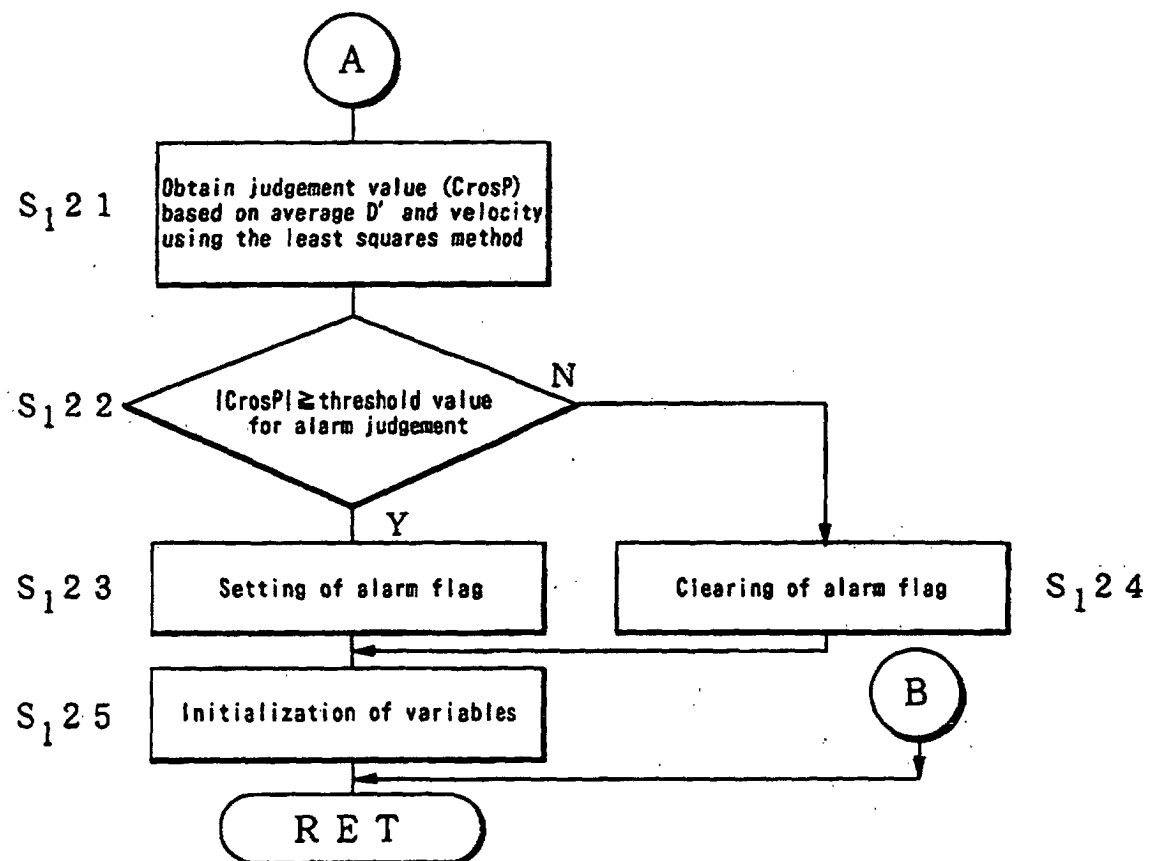 A
S₁21
Obtain judgement value (CrosP)
based on average D' and velocity
using the least squares method
S₁22
|CrosP|≧threshold value
for alarm judgement
N
Y
S₁23
Setting of alarm flag
Clearing of alarm flag
S₁24
B
S₁25
Initialization of variables
RET